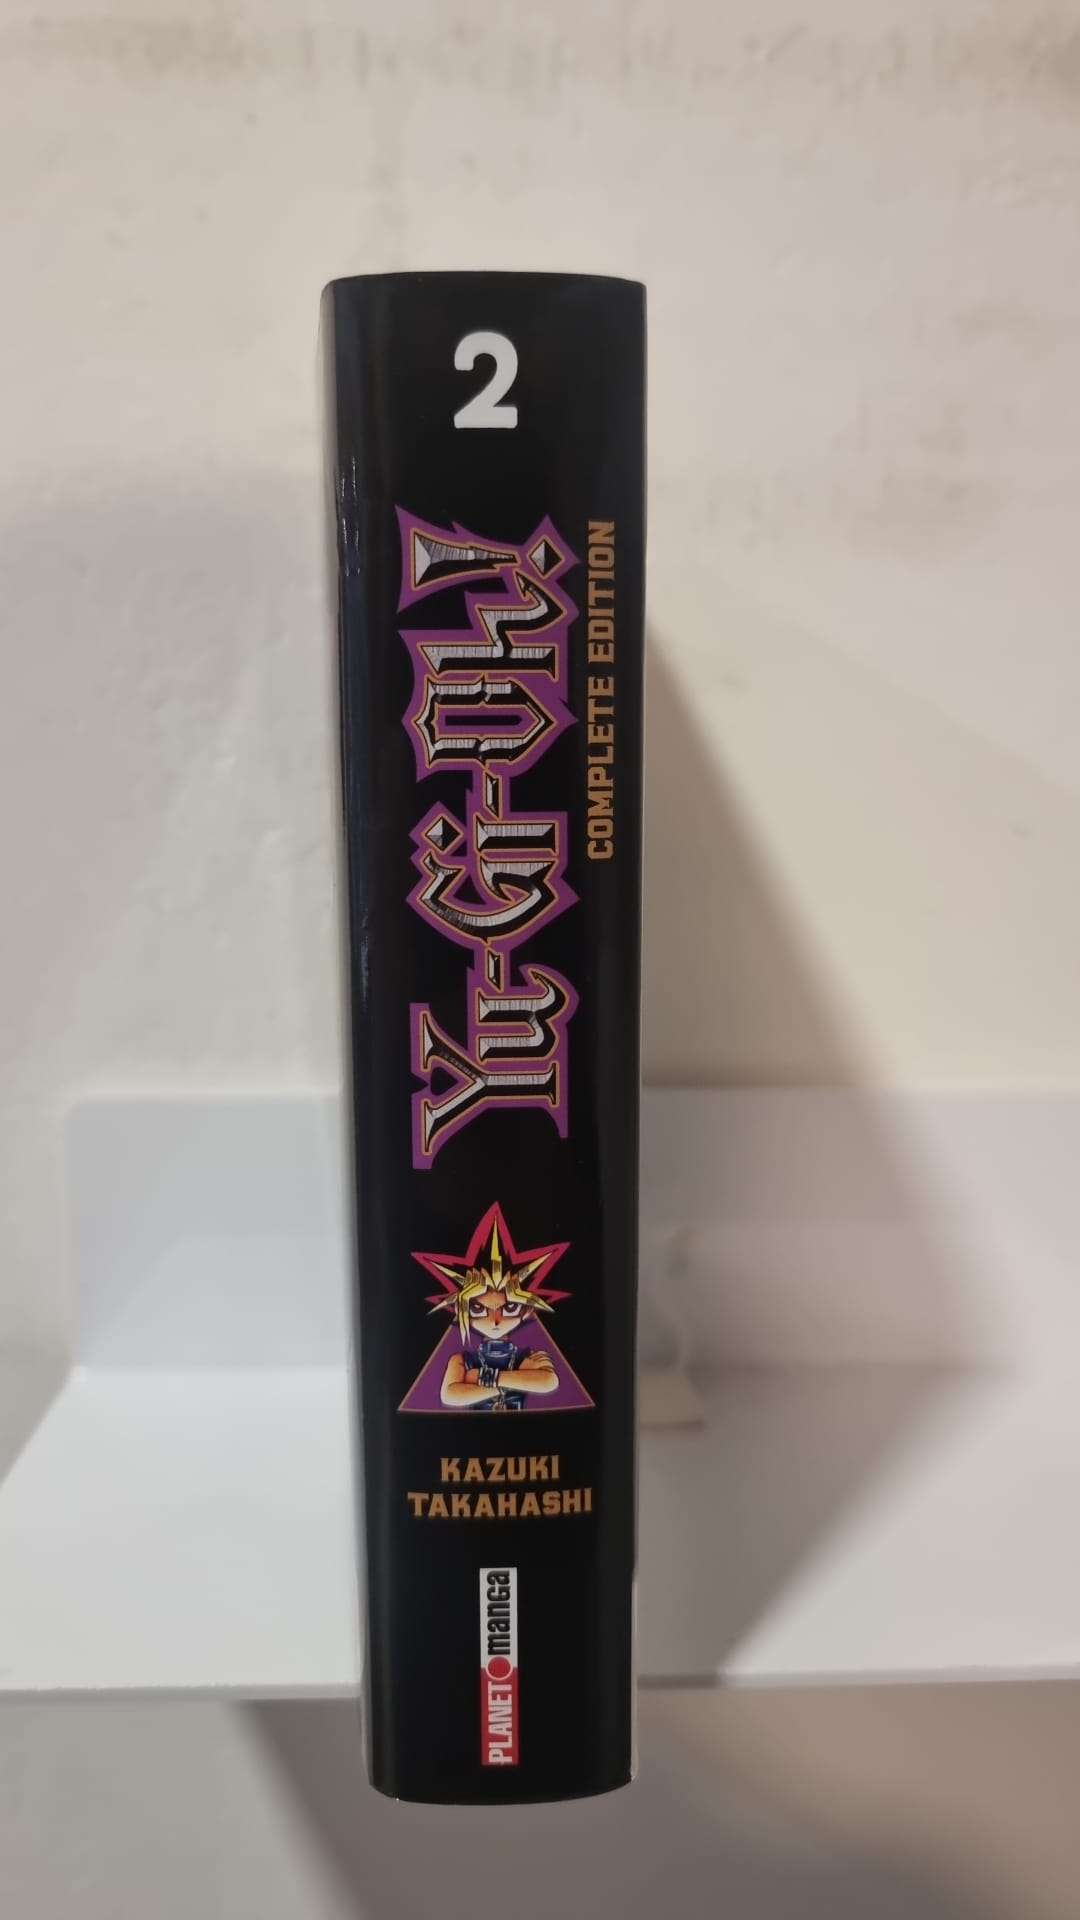 2
Yu-Gi-Oh!
COMPLETE EDITION
KAZUKI
TAKAHASHI
PLANET manga